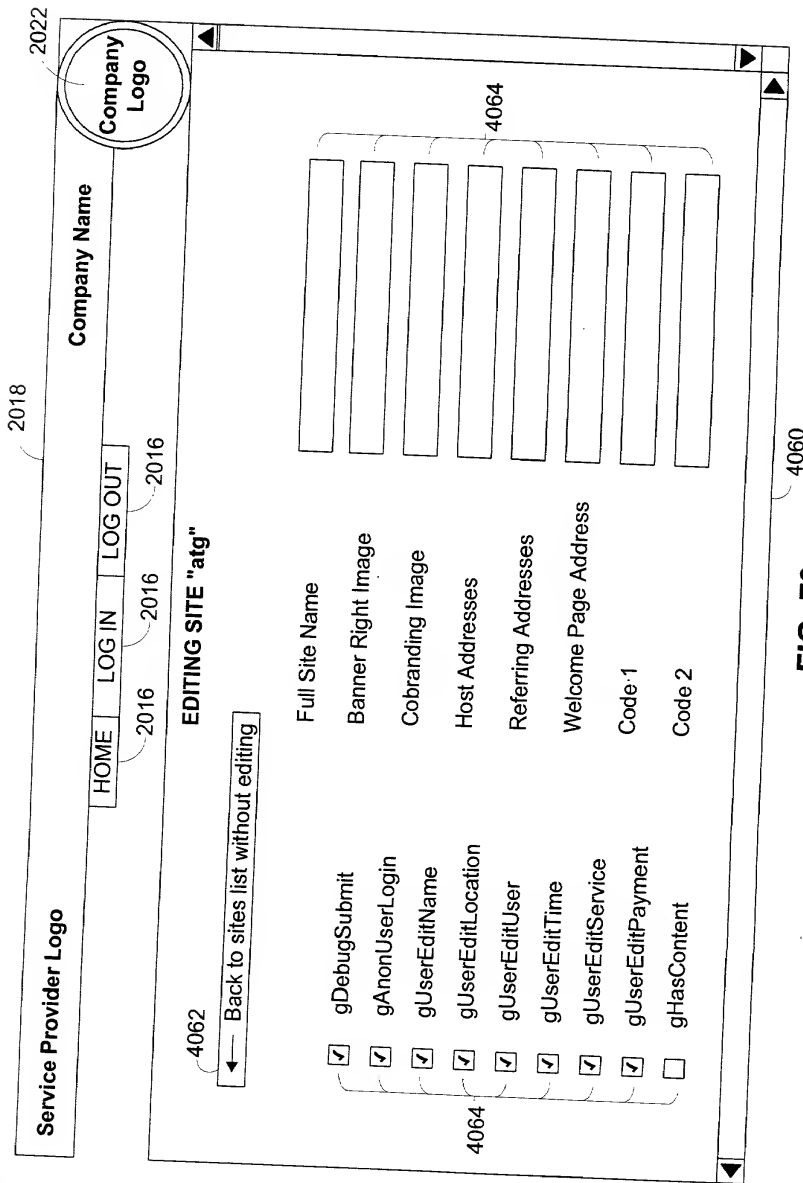 2018
2022
Service Provider Logo
Company Name
Company
Logo
HOME
LOG IN
LOG OUT
2016
2016
2016
EDITING SITE "atg"
4062
Back to sites list without editing
gDebugSubmit
gAnonUserLogin
gUserEditName
gUserEditLocation
gUserEditUser
gUserEditTime
gUserEditService
gUserEditPayment
gHasContent
4064
Full Site Name
Banner Right Image
Cobranding Image
Host Addresses
Referring Addresses
Welcome Page Address
Code 1
Code 2
4064
4060